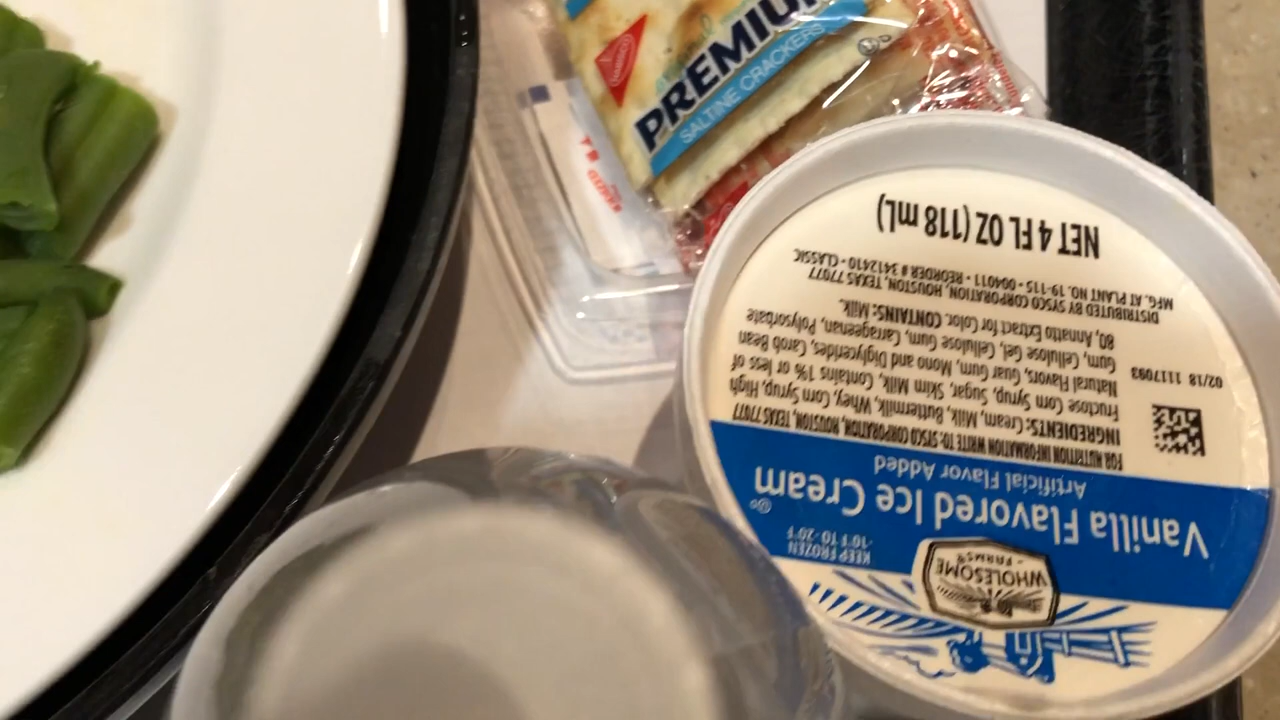 NABISCO
PREMIUM
SALTINE CRACKERS
WHOLESOME
FARMS
KEEP FROZEN
-10°F TO -20°F
Vanilla Flavored Ice Cream
Artificial Flavor Added
FOR NUTRITION INFORMATION WRITE TO: SYSCO CORPORATION, HOUSTON, TEXAS 77077
INGREDIENTS: Cream, Milk, Buttermilk, Whey, Corn Syrup, High
Fructose Corn Syrup, Sugar, Skim Milk, Contains 1% or less of
Natural Flavors, Guar Gum, Mono and Diglycerides, Carob Bean
Gum, Cellulose Gel, Cellulose Gum, Carrageenan, Polysorbate
80, Annatto Extract for Color. CONTAINS: Milk.
02/18 1117093
DISTRIBUTED BY SYSCO CORPORATION, HOUSTON, TEXAS 77077
MFG. AT PLANT NO. 19-115 • 004011 • REORDER # 3412410 • CLASSIC
NET 4 FL OZ (118 mL)